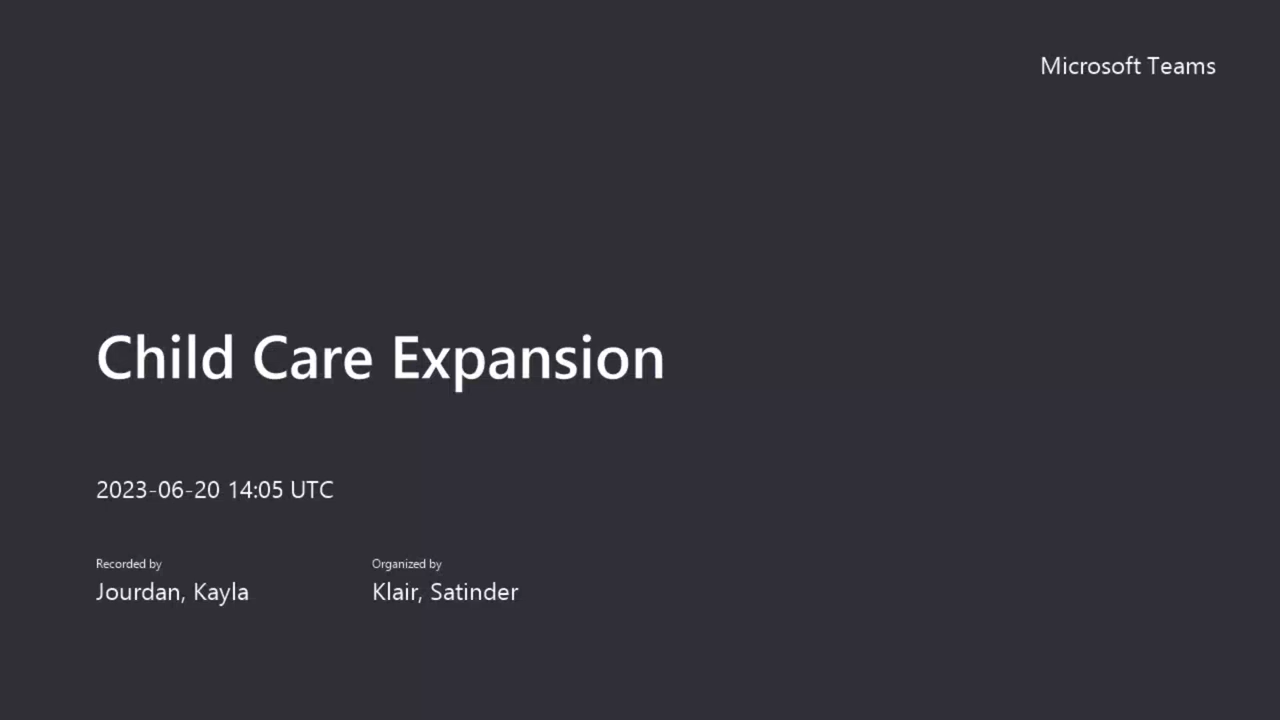 Microsoft Teams
Child Care Expansion
2023-06-20 14:05 UTC
Recorded by
Jourdan, Kayla
Organized by
Klair, Satinder